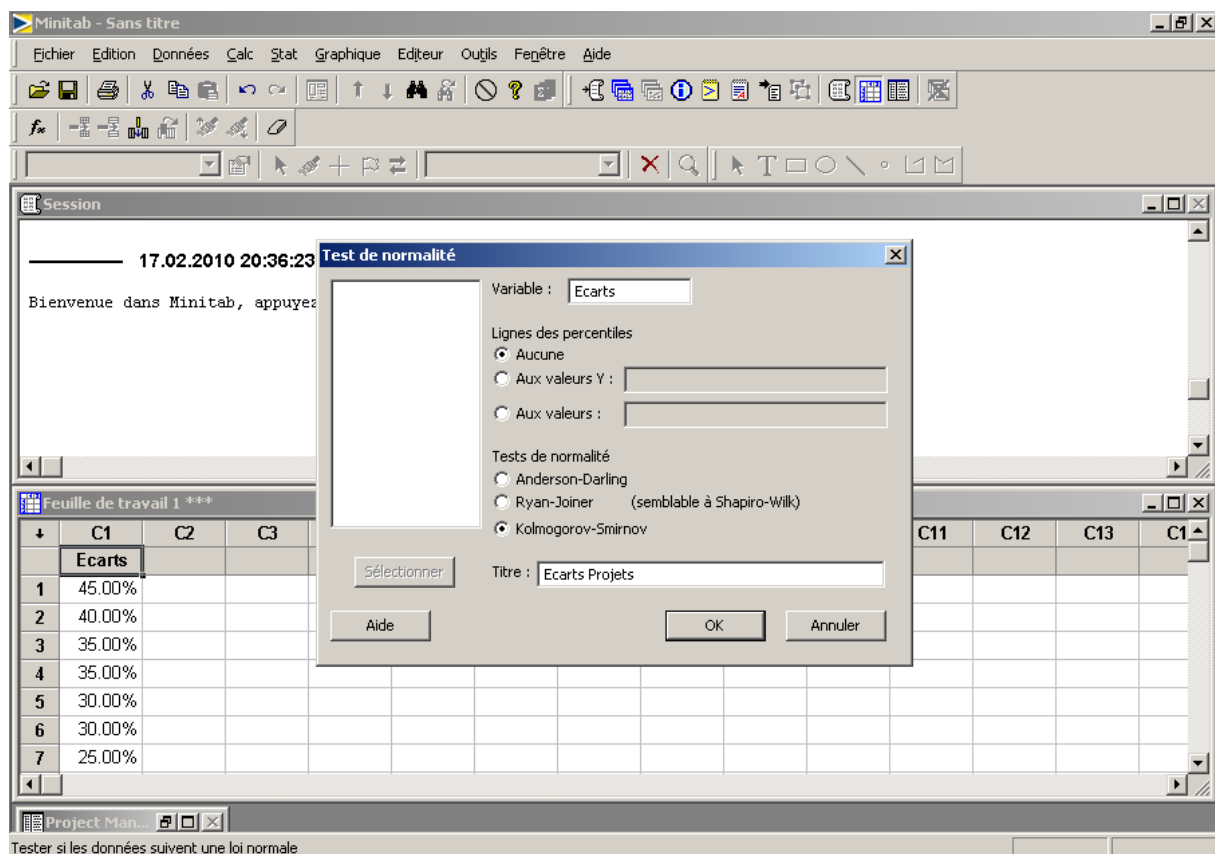 Minitab - Sans titre
Fichier Edition Données Calc Stat Graphique Editeur Outils Fenêtre Aide
Session
17.02.2010 20:36:23
Bienvenue dans Minitab, appuyez
Test de normalité
Variable : Ecarts
Lignes des percentiles
Aucune
Aux valeurs Y :
Aux valeurs :
Tests de normalité
Anderson-Darling
Ryan-Joiner (semblable à Shapiro-Wilk)
Kolmogorov-Smirnov
Sélectionner
Titre : Ecarts Projets
Aide OK Annuler
Feuille de travail 1 ***
C1 C2 C3 C11 C12 C13 C1
Ecarts
1 45.00%
2 40.00%
3 35.00%
4 35.00%
5 30.00%
6 30.00%
7 25.00%
Project Man...
Tester si les données suivent une loi normale